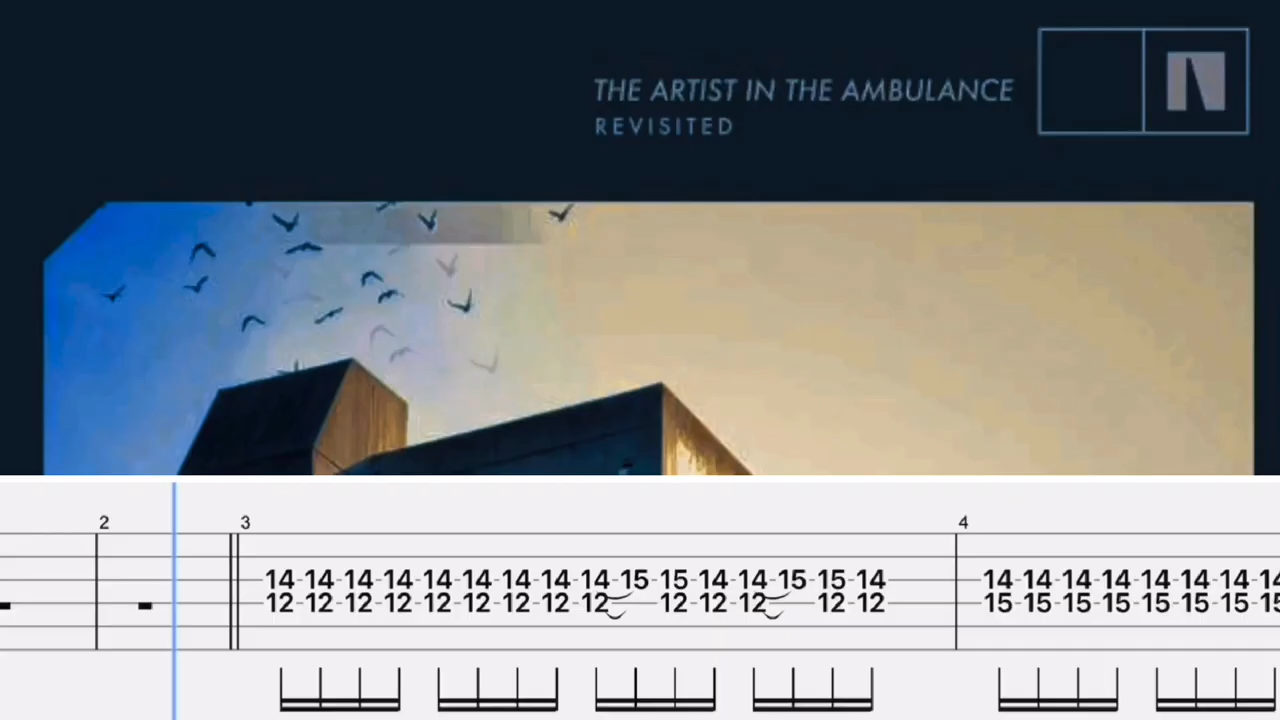 THE ARTIST IN THE AMBULANCE
REVISITED
2 3 4
14 14 14 14 14 14 14 14 14 15 15 14 14 15 15 14 14 14 14 14 14 14 14
12 12 12 12 12 12 12 12 12 12 12 12 12 12 15 15 15 15 15 15 15